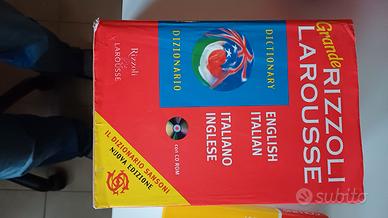 Grande
RIZZOLI
LAROUSSE
Rizzoli
LAROUSSE
DIZIONARIO
DICTIONARY
ENGLISH
ITALIAN
ITALIANO
INGLESE
con CD ROM
IL DIZIONARIO SANSONI
NUOVA EDIZIONE
subito